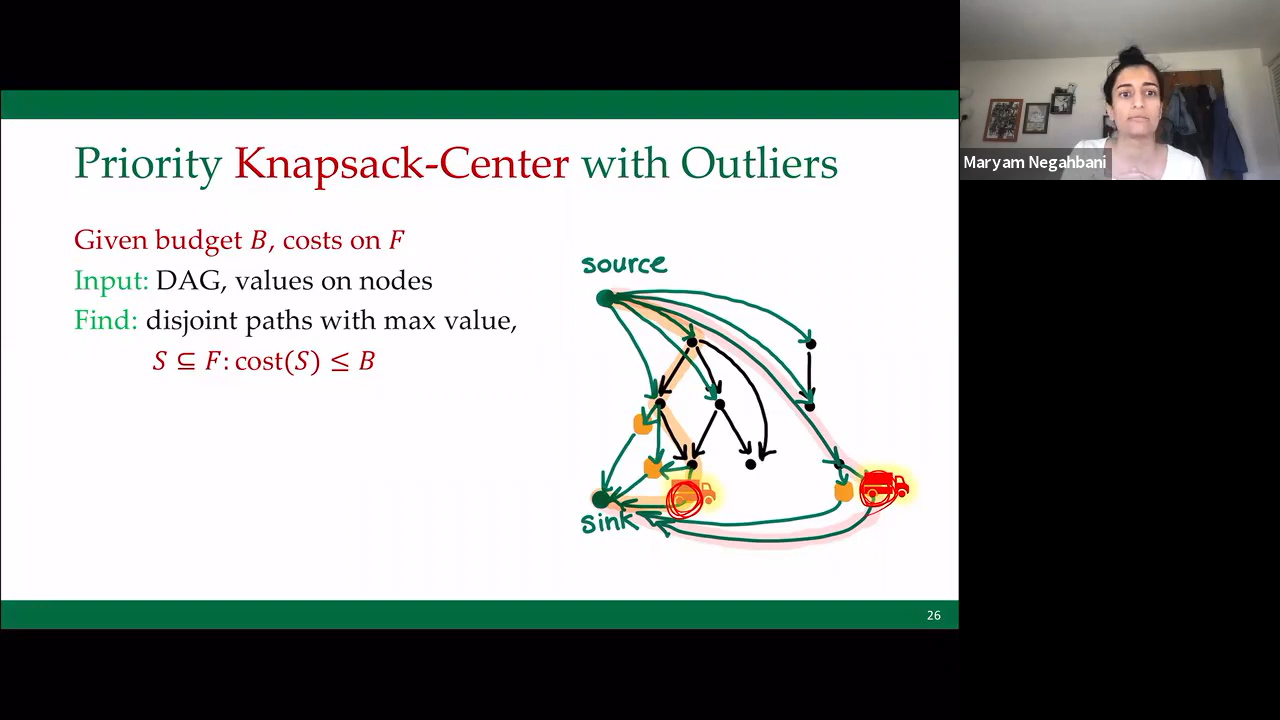 Priority Knapsack-Center with Outliers
Given budget B, costs on F
Input: DAG, values on nodes
Find: disjoint paths with max value,
S ⊆ F: cost(S) ≤ B
source
sink
26
Maryam Negahbani